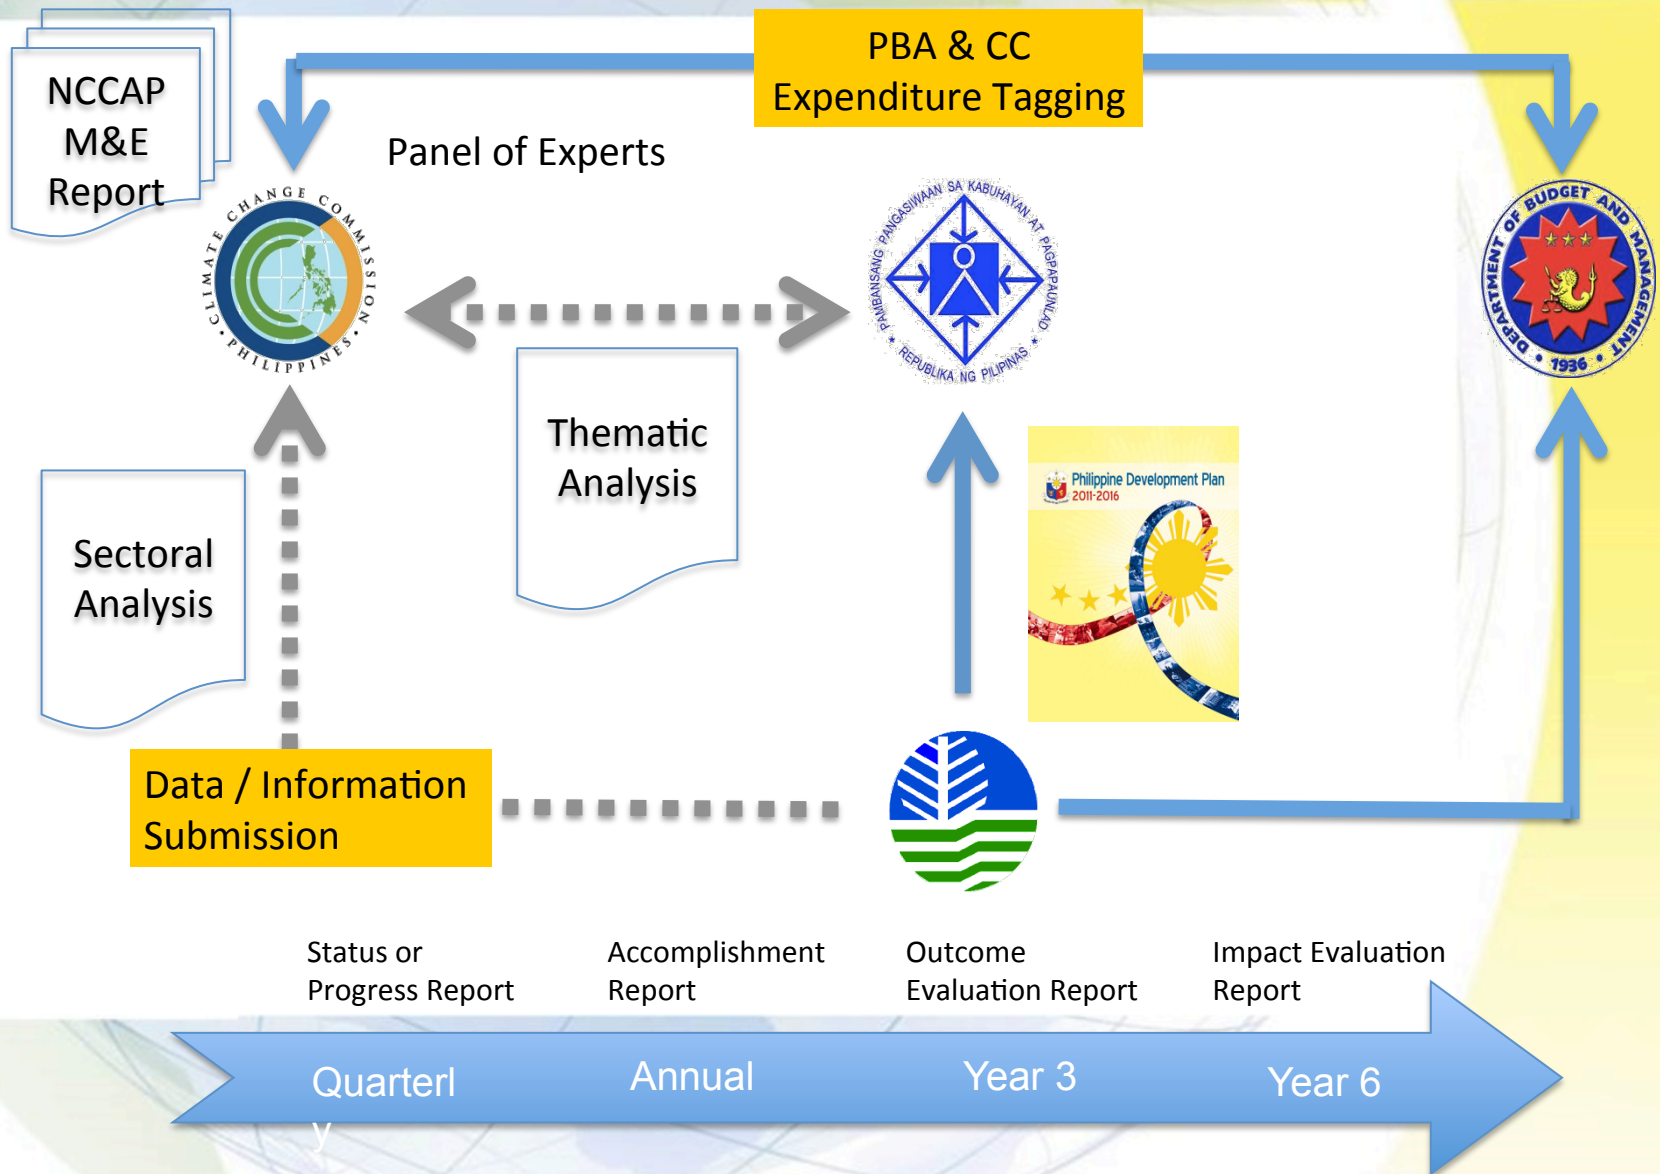 NCCAP
M&E
Report
PBA & CC
Expenditure Tagging
Panel of Experts
CLIMATE CHANGE COMMISSION
• PHILIPPINES •
PAMBANSANG PANGASIWAAN SA KABUHAYAN AT PAGPAPAUNLAD
★ REPUBLIKA NG PILIPINAS ★
DEPARTMENT OF BUDGET AND MANAGEMENT
• 1936 •
Thematic
Analysis
Philippine Development Plan
2011-2016
Sectoral
Analysis
Data / Information
Submission
Status or
Progress Report
Accomplishment
Report
Outcome
Evaluation Report
Impact Evaluation
Report
Quarterl
y
Annual
Year 3
Year 6